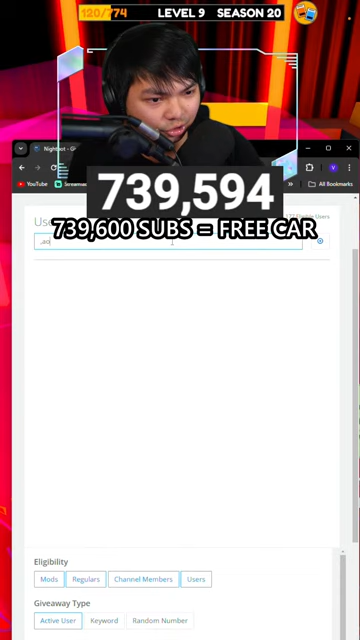 120/774 LEVEL 9 SEASON 20
Nightbot - G
YouTube
All Bookmarks
739,594
739,600 SUBS = FREE CAR
Eligibility
Mods Regulars Channel Members Users
Giveaway Type
Active User Keyword Random Number